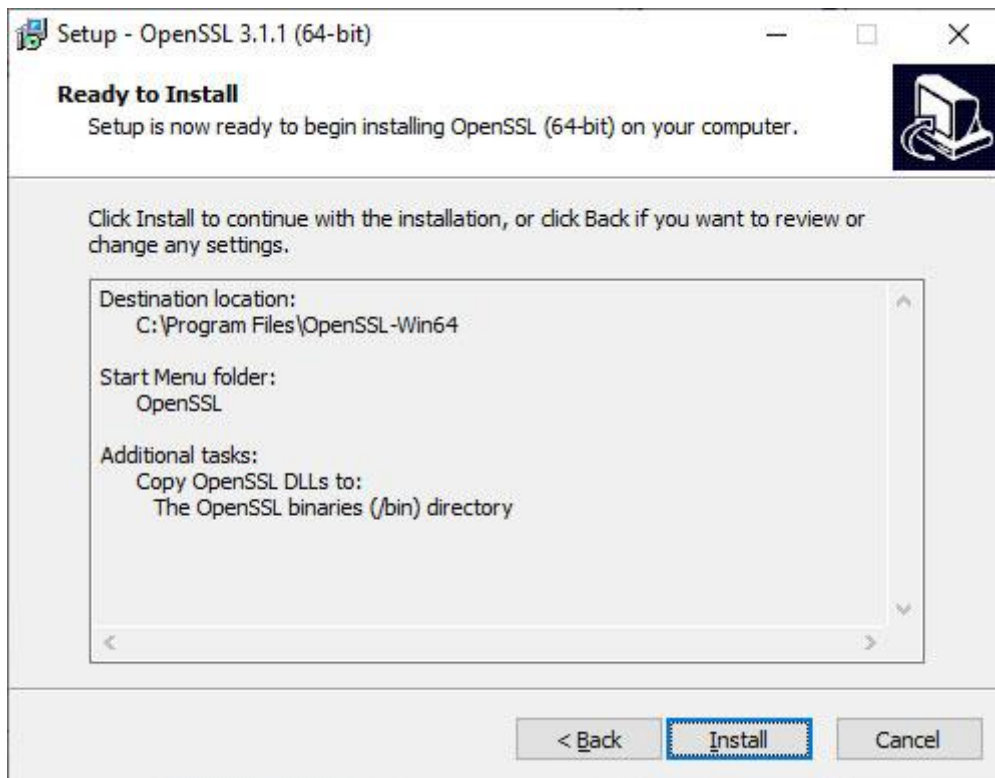 Setup - OpenSSL 3.1.1 (64-bit)
Ready to Install
Setup is now ready to begin installing OpenSSL (64-bit) on your computer.
Click Install to continue with the installation, or click Back if you want to review or
change any settings.
Destination location:
C:\Program Files\OpenSSL-Win64
Start Menu folder:
OpenSSL
Additional tasks:
Copy OpenSSL DLLs to:
The OpenSSL binaries (/bin) directory
< Back
Install
Cancel